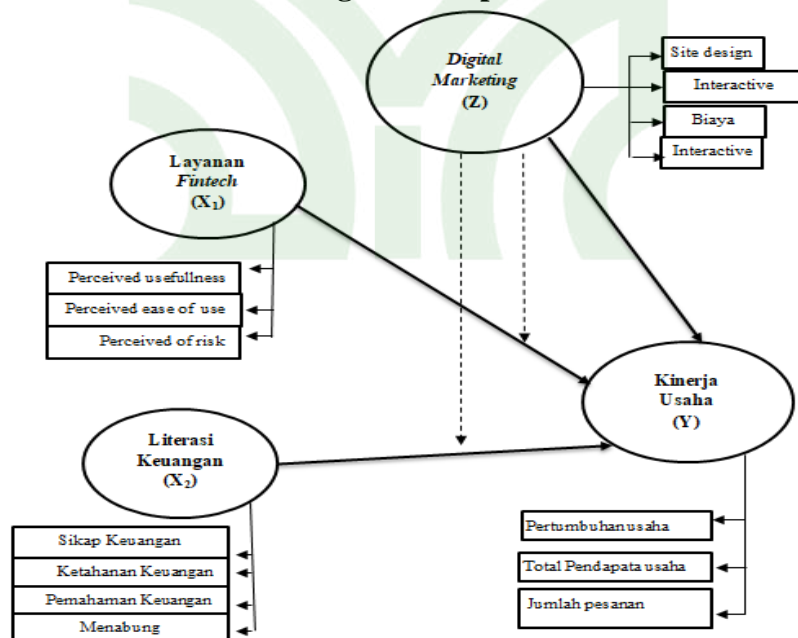 Digital
Marketing
(Z)
Site design
Interactive
Biaya
Interactive
Layanan
Fintech
(X₁)
Perceived usefullness
Perceived ease of use
Perceived of risk
Kinerja
Usaha
(Y)
Literasi
Keuangan
(X₂)
Sikap Keuangan
Ketahanan Keuangan
Pemahaman Keuangan
Menabung
Pertumbuhan usaha
Total Pendapata usaha
Jumlah pesanan